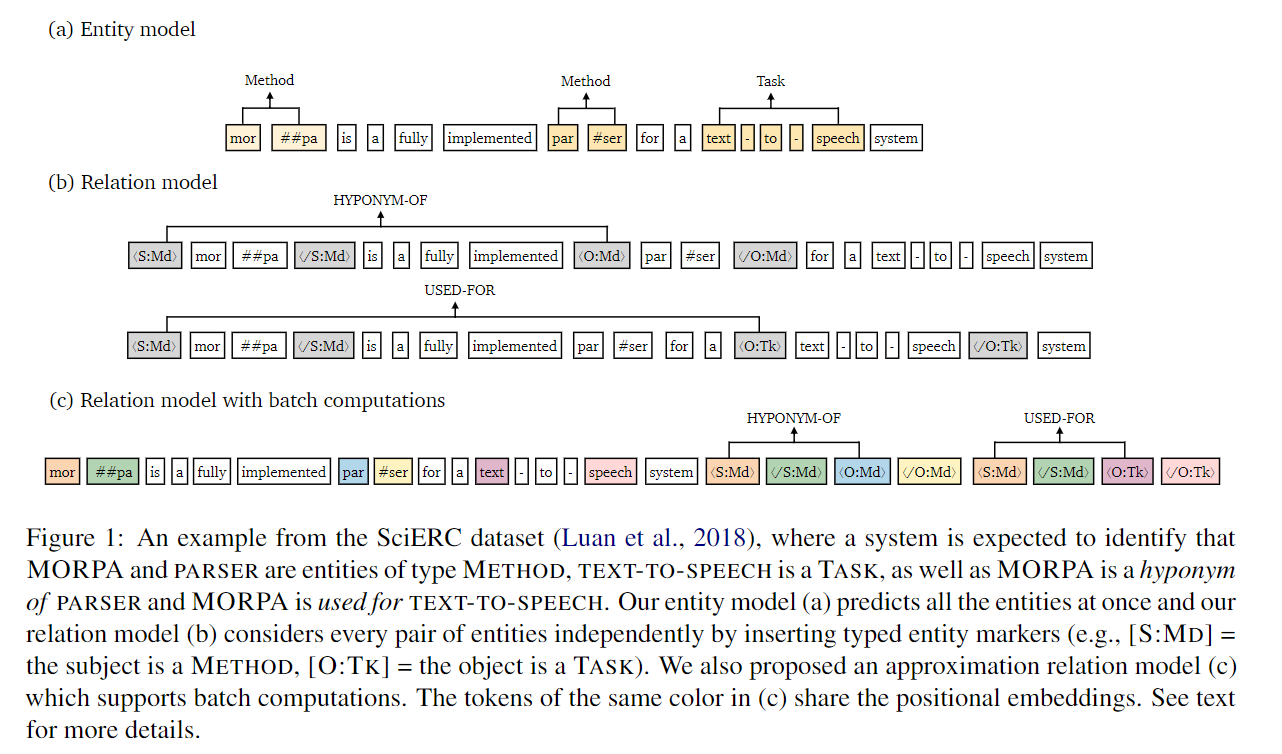 (a) Entity model
Method Method Task
mor ##pa is a fully implemented par #ser for a text - to - speech system
(b) Relation model
HYPONYM-OF
⟨S:Md⟩ mor ##pa ⟨/S:Md⟩ is a fully implemented ⟨O:Md⟩ par #ser ⟨/O:Md⟩ for a text - to - speech system
USED-FOR
⟨S:Md⟩ mor ##pa ⟨/S:Md⟩ is a fully implemented par #ser for a ⟨O:Tk⟩ text - to - speech ⟨/O:Tk⟩ system
(c) Relation model with batch computations
HYPONYM-OF USED-FOR
mor ##pa is a fully implemented par #ser for a text - to - speech system ⟨S:Md⟩ ⟨/S:Md⟩ ⟨O:Md⟩ ⟨/O:Md⟩ ⟨S:Md⟩ ⟨/S:Md⟩ ⟨O:Tk⟩ ⟨/O:Tk⟩
Figure 1: An example from the SciERC dataset (Luan et al., 2018), where a system is expected to identify that
MORPA and PARSER are entities of type METHOD, TEXT-TO-SPEECH is a TASK, as well as MORPA is a hyponym
of PARSER and MORPA is used for TEXT-TO-SPEECH. Our entity model (a) predicts all the entities at once and our
relation model (b) considers every pair of entities independently by inserting typed entity markers (e.g., [S:MD] =
the subject is a METHOD, [O:TK] = the object is a TASK). We also proposed an approximation relation model (c)
which supports batch computations. The tokens of the same color in (c) share the positional embeddings. See text
for more details.